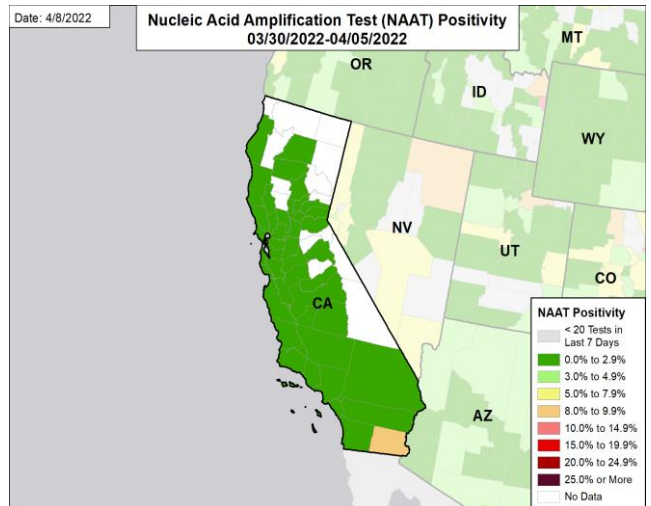 Date: 4/8/2022
Nucleic Acid Amplification Test (NAAT) Positivity
03/30/2022-04/05/2022
MT
OR
ID
WY
NV
UT
CO
CA
AZ
NAAT Positivity
< 20 Tests in
Last 7 Days
0.0% to 2.9%
3.0% to 4.9%
5.0% to 7.9%
8.0% to 9.9%
10.0% to 14.9%
15.0% to 19.9%
20.0% to 24.9%
25.0% or More
No Data